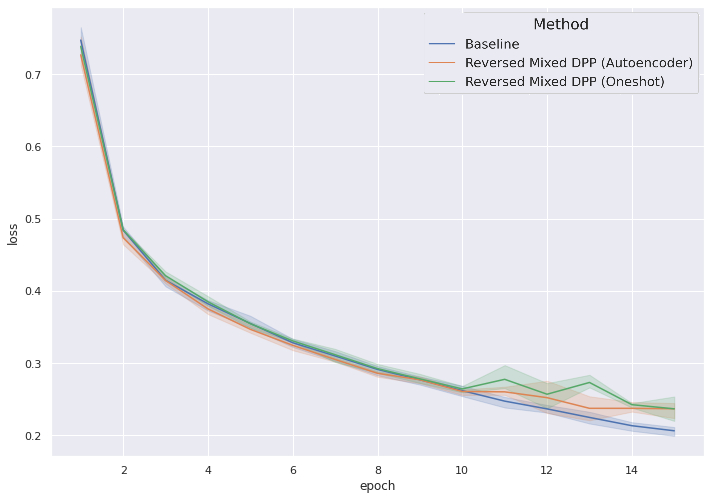 Method
Baseline
Reversed Mixed DPP (Autoencoder)
Reversed Mixed DPP (Oneshot)
loss
0.7
0.6
0.5
0.4
0.3
0.2
2 4 6 8 10 12 14
epoch